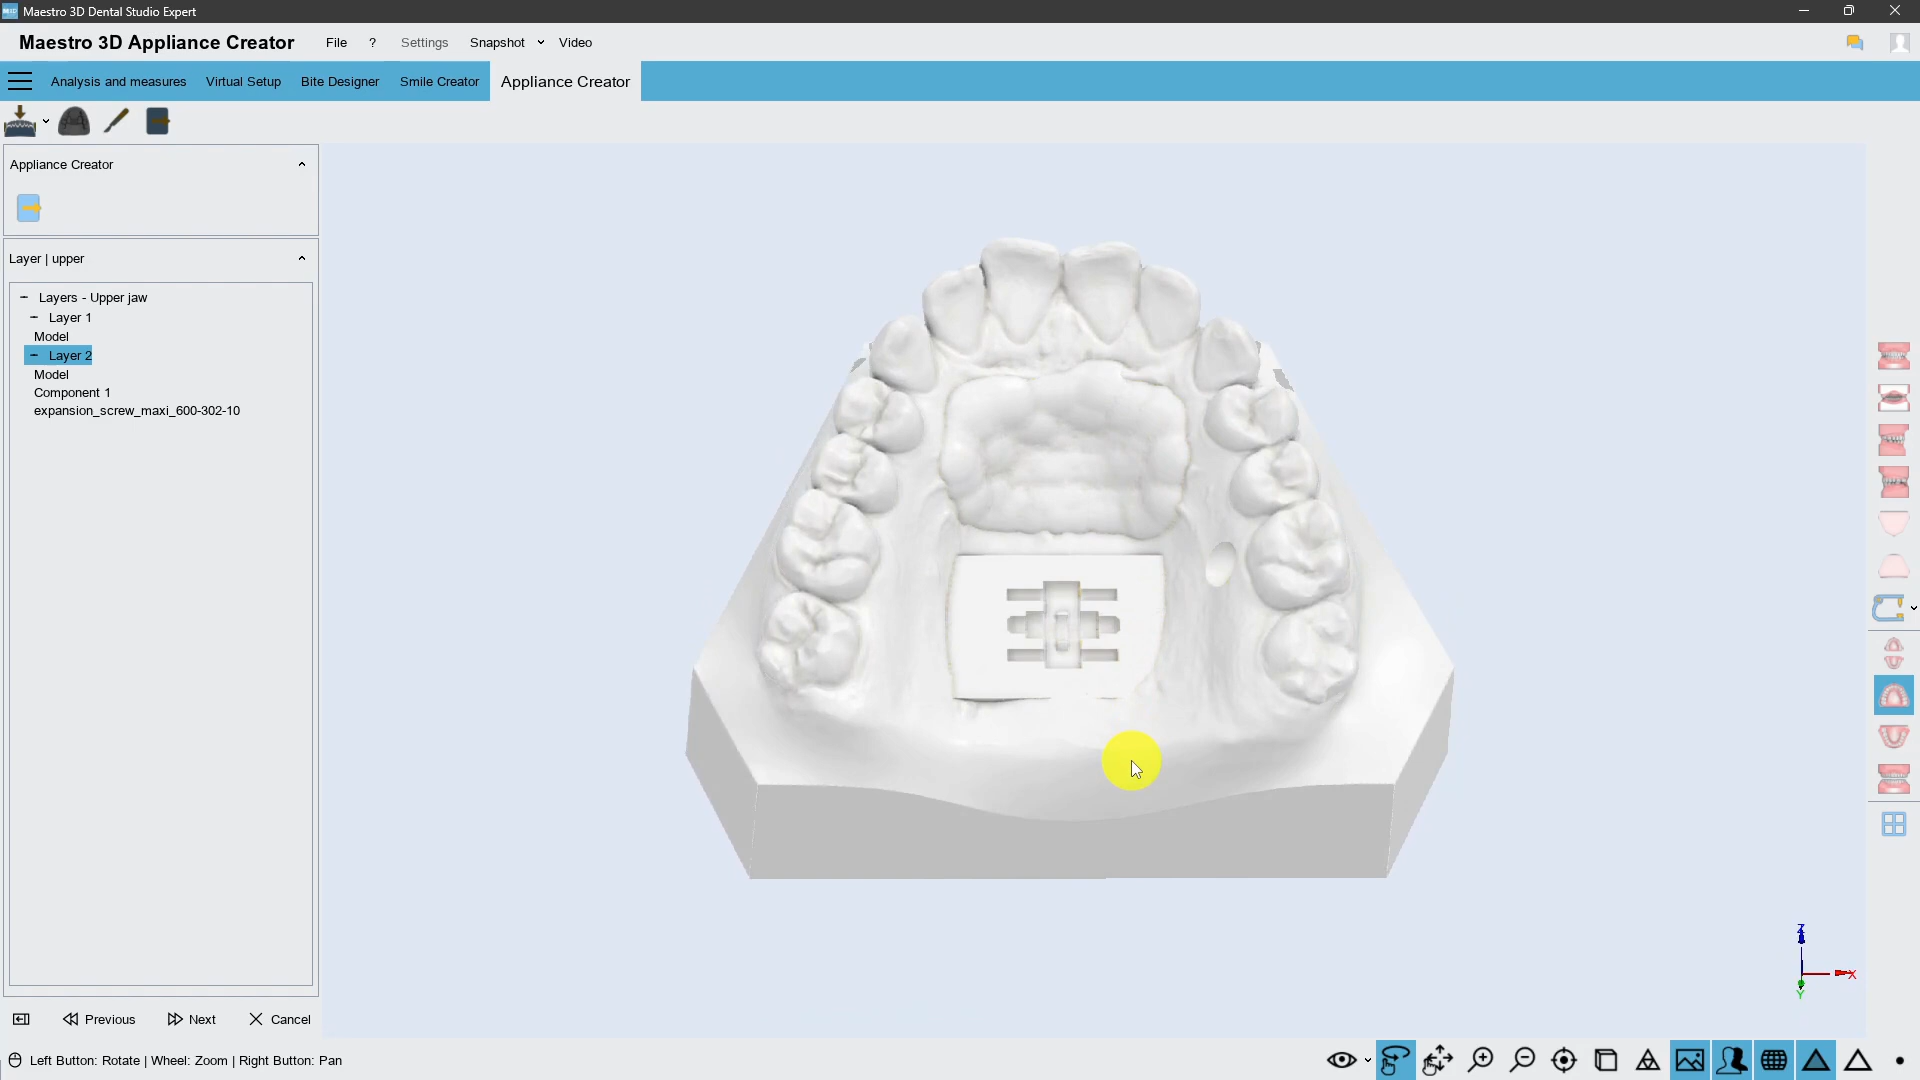 Maestro 3D Dental Studio Expert
Maestro 3D Appliance Creator
File
?
Settings
Snapshot
Video
Analysis and measures
Virtual Setup
Bite Designer
Smile Creator
Appliance Creator
Appliance Creator
Layer | upper
Layers - Upper jaw
Layer 1
Model
Layer 2
Model
Component 1
expansion_screw_maxi_600-302-10
Z
X
Y
Previous
Next
Cancel
Left Button: Rotate | Wheel: Zoom | Right Button: Pan